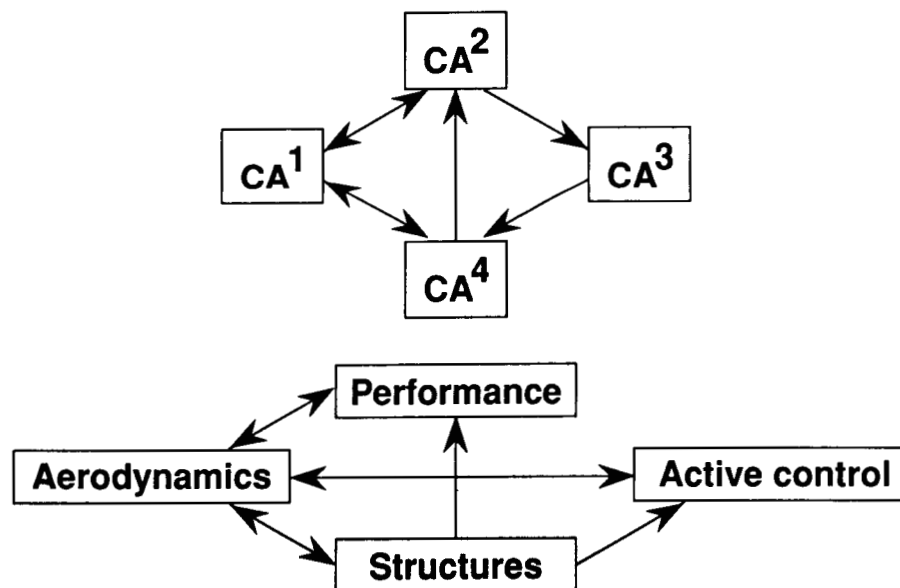 CA²
CA¹
CA³
CA⁴
Performance
Aerodynamics
Active control
Structures